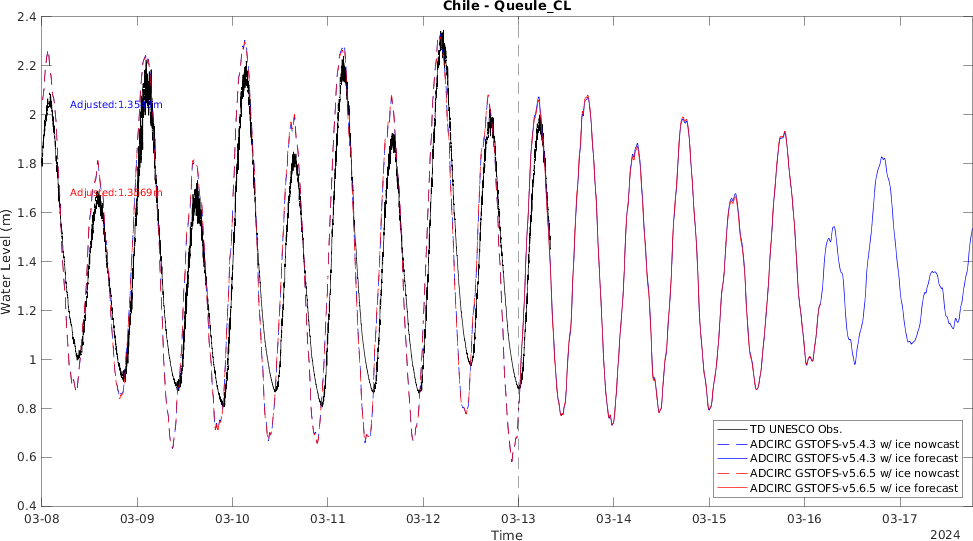 Chile - Queule_CL
Water Level (m)
2.4
2.2
2
1.8
1.6
1.4
1.2
1
0.8
0.6
0.4
Adjusted:1.3569m
TD UNESCO Obs.
ADCIRC GSTOFS-v5.4.3 w/ ice nowcast
ADCIRC GSTOFS-v5.4.3 w/ ice forecast
ADCIRC GSTOFS-v5.6.5 w/ ice nowcast
ADCIRC GSTOFS-v5.6.5 w/ ice forecast
03-08 03-09 03-10 03-11 03-12 03-13 03-14 03-15 03-16 03-17
Time
2024